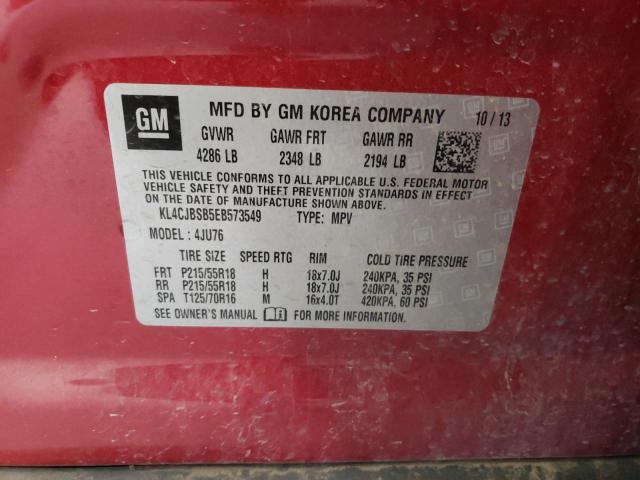 GM MFD BY GM KOREA COMPANY 10/13
GVWR GAWR FRT GAWR RR
4286 LB 2348 LB 2194 LB
THIS VEHICLE CONFORMS TO ALL APPLICABLE U.S. FEDERAL MOTOR
VEHICLE SAFETY AND THEFT PREVENTION STANDARDS IN EFFECT
ON THE DATE OF MANUFACTURE SHOWN ABOVE.
KL4CJBSB5EB573549 TYPE: MPV
MODEL: 4JU76
TIRE SIZE SPEED RTG RIM COLD TIRE PRESSURE
FRT P215/55R18 H 18x7.0J 240KPA, 35 PSI
RR P215/55R18 H 18x7.0J 240KPA, 35 PSI
SPA T125/70R16 M 16x4.0T 420KPA, 60 PSI
SEE OWNER'S MANUAL FOR MORE INFORMATION